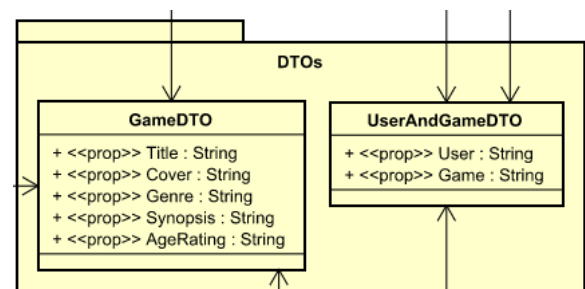 DTOs
GameDTO
+ <<prop>> Title : String
+ <<prop>> Cover : String
+ <<prop>> Genre : String
+ <<prop>> Synopsis : String
+ <<prop>> AgeRating : String
UserAndGameDTO
+ <<prop>> User : String
+ <<prop>> Game : String